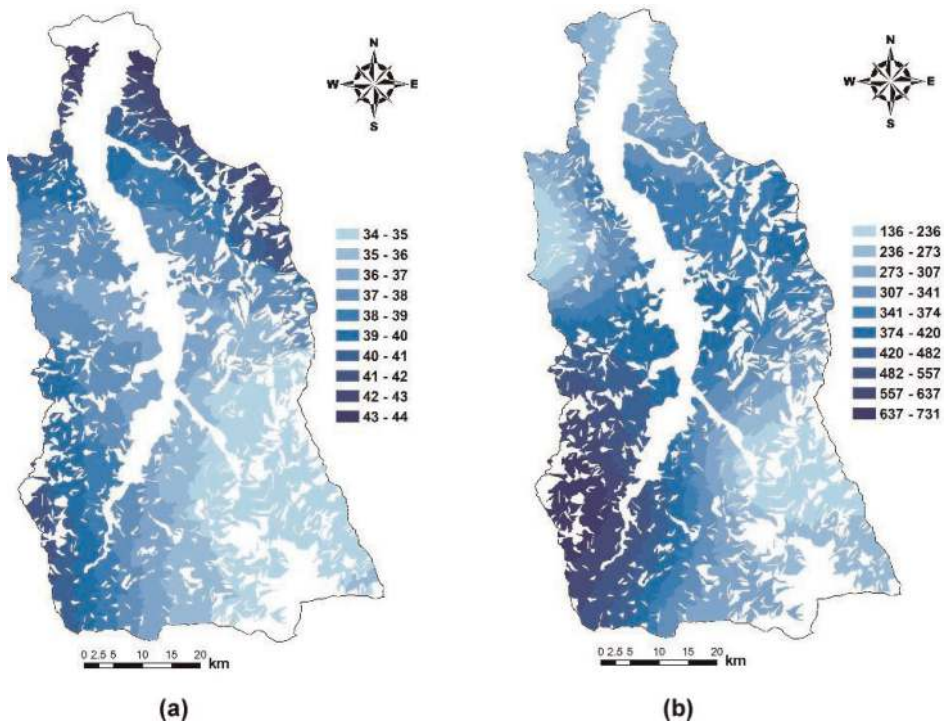 N
W E
S
34 - 35
35 - 36
36 - 37
37 - 38
38 - 39
39 - 40
40 - 41
41 - 42
42 - 43
43 - 44
0 2.5 5 10 15 20
km
(a)
N
W E
S
136 - 236
236 - 273
273 - 307
307 - 341
341 - 374
374 - 420
420 - 482
482 - 557
557 - 637
637 - 731
0 2.5 5 10 15 20
km
(b)